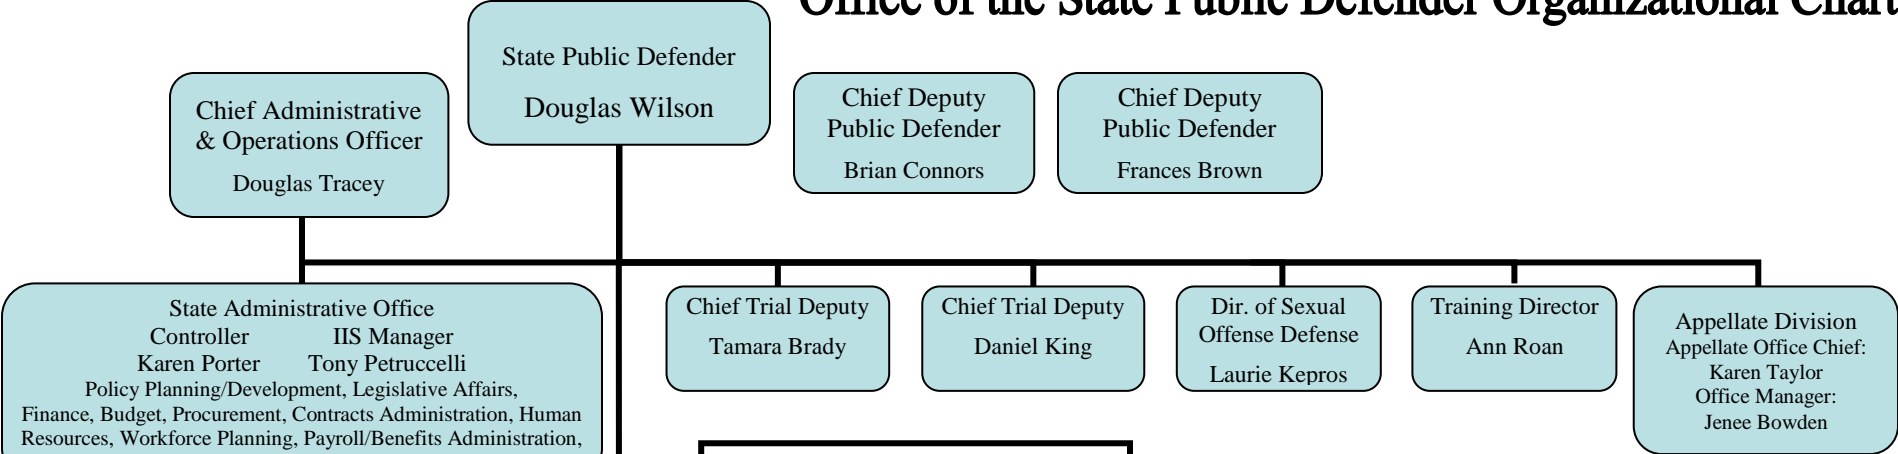 Office of the State Public Defender Organizational Chart
State Public Defender
Douglas Wilson
Chief Administrative
& Operations Officer
Douglas Tracey
Chief Deputy
Public Defender
Brian Connors
Chief Deputy
Public Defender
Frances Brown
State Administrative Office
Controller IIS Manager
Karen Porter Tony Petruccelli
Policy Planning/Development, Legislative Affairs,
Finance, Budget, Procurement, Contracts Administration, Human
Resources, Workforce Planning, Payroll/Benefits Administration,
Chief Trial Deputy
Tamara Brady
Chief Trial Deputy
Daniel King
Dir. of Sexual
Offense Defense
Laurie Kepros
Training Director
Ann Roan
Appellate Division
Appellate Office Chief:
Karen Taylor
Office Manager:
Jenee Bowden